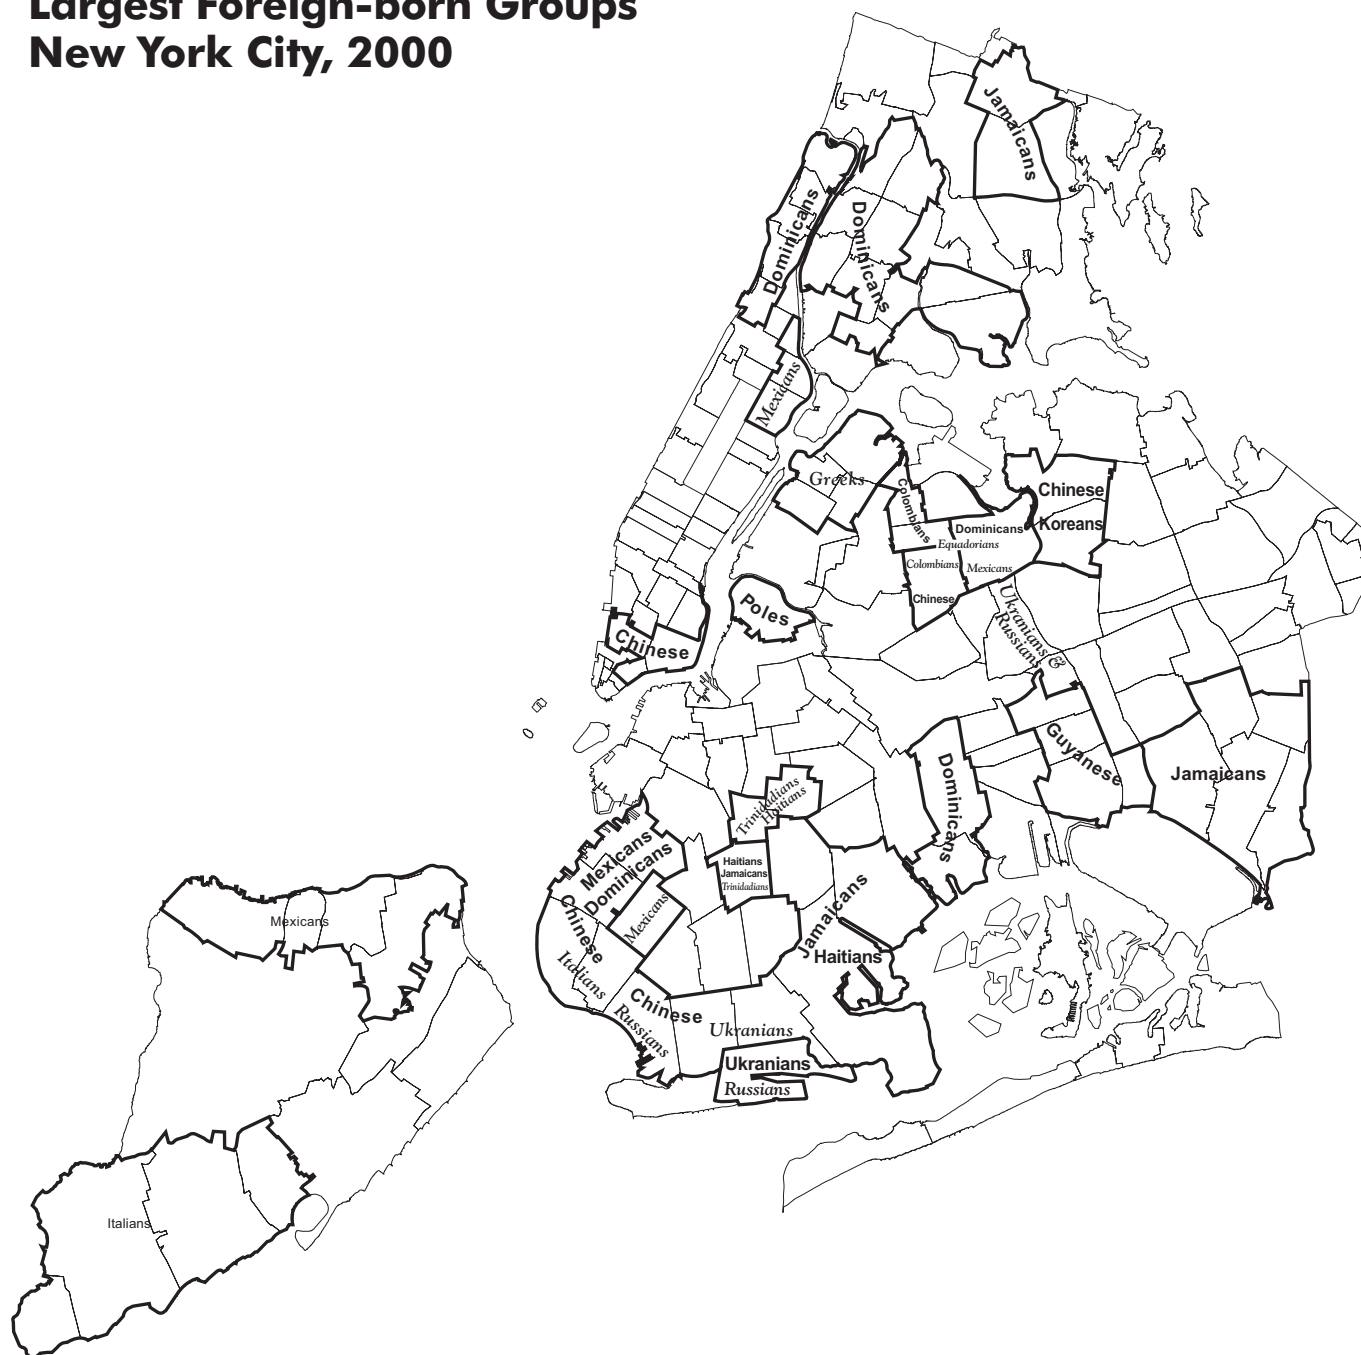 Largest Foreign-born Groups
New York City, 2000
Jamaicans
Dominicans
Dominicans
Mexicans
Greeks
Colombians
Chinese
Koreans
Dominicans
Equadorians
Colombians
Mexicans
Chinese
Poles
Chinese
Ukranians &
Russians
Guyanese
Jamaicans
Dominicans
Trinidadians
Haitians
Haitians
Jamaicans
Trinidadians
Mexicans
Dominicans
Mexicans
Chinese
Italians
Jamaicans
Haitians
Chinese
Russians
Ukranians
Ukranians
Russians
Mexicans
Italians